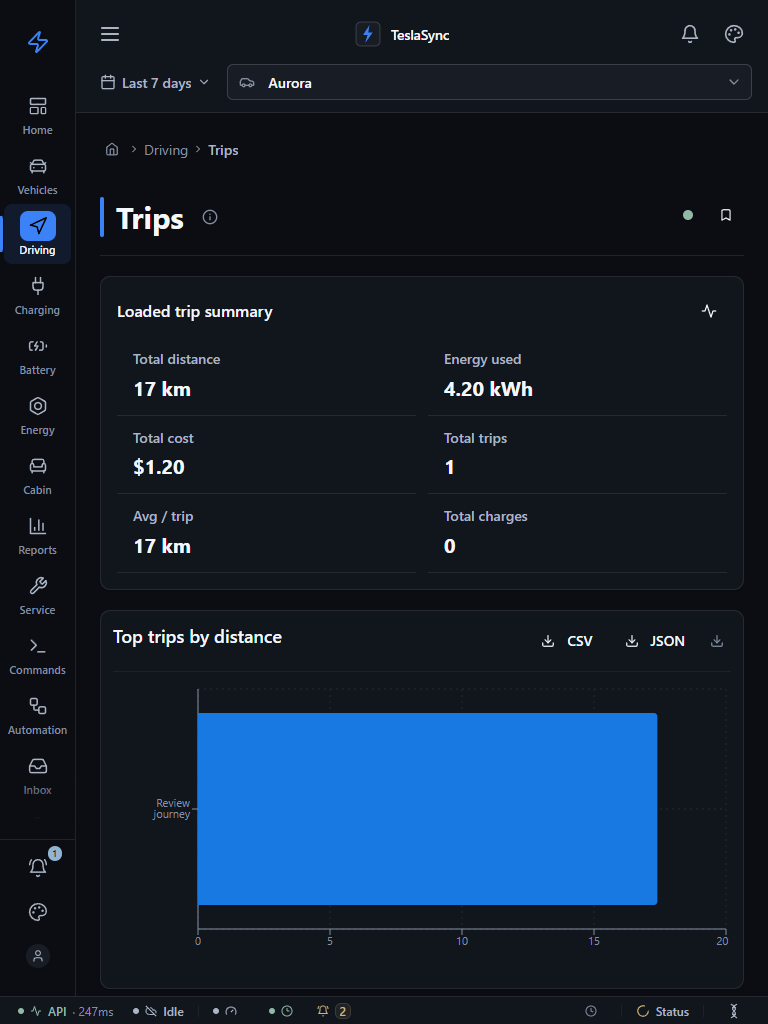 TeslaSync
Last 7 days
Aurora
Home
Vehicles
Driving
Charging
Battery
Energy
Cabin
Reports
Service
Commands
Automation
Inbox
1
Driving
Trips
Trips
Loaded trip summary
Total distance
17 km
Energy used
4.20 kWh
Total cost
$1.20
Total trips
1
Avg / trip
17 km
Total charges
0
Top trips by distance
CSV
JSON
Review
journey
0 5 10 15 20
API · 247ms
Idle
2
Status